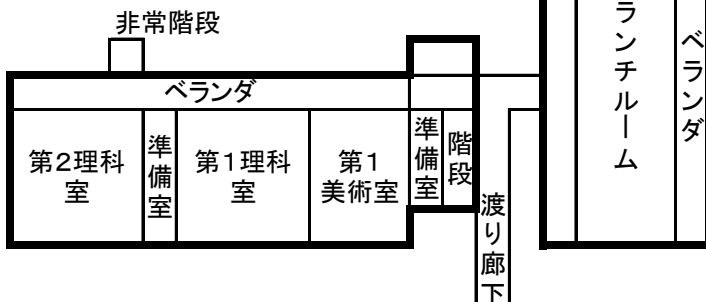 非常階段
ベランダ
第2理科
室
準備室
第1理科
室
第1
美術室
準備室
階段
渡り廊下
ランチルーム
ベランダ